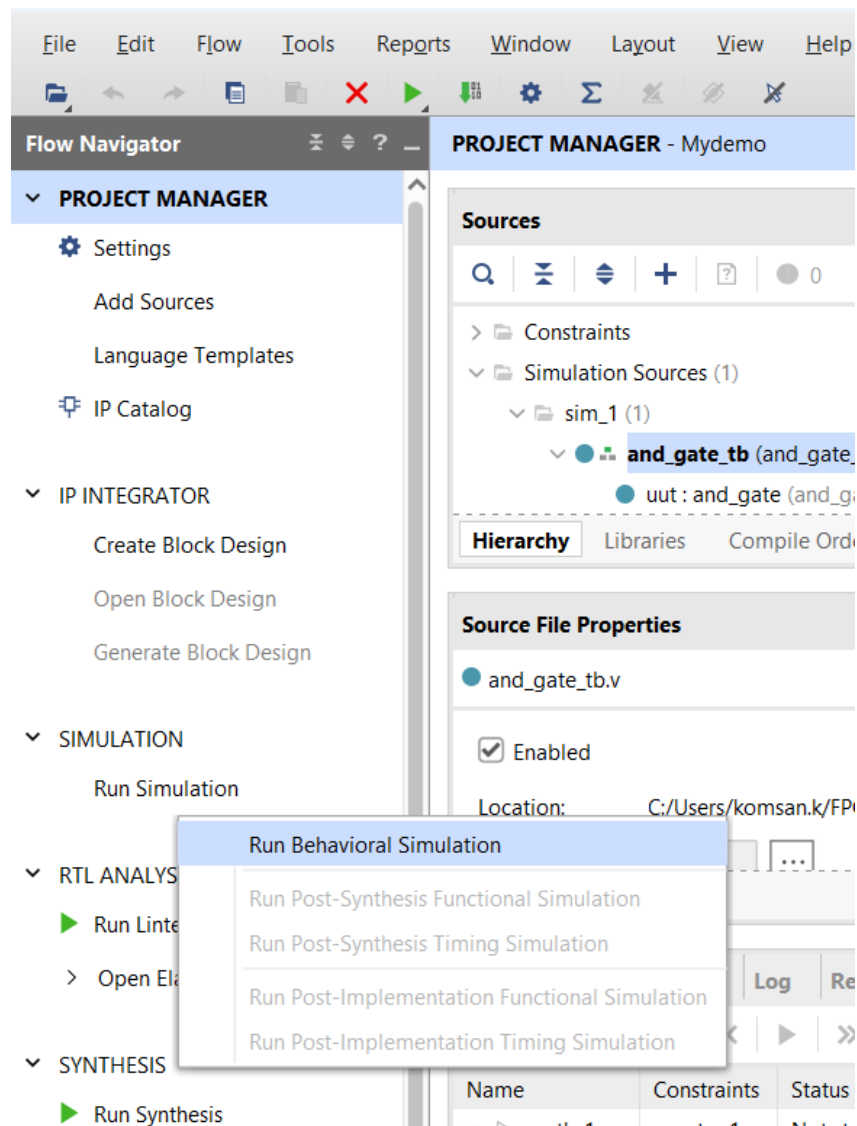 File Edit Flow Tools Reports Window Layout View Help
Flow Navigator ?
PROJECT MANAGER
Settings
Add Sources
Language Templates
IP Catalog
IP INTEGRATOR
Create Block Design
Open Block Design
Generate Block Design
SIMULATION
Run Simulation
RTL ANALYS
Run Linte
Open Ela
SYNTHESIS
Run Synthesis
Run Behavioral Simulation
Run Post-Synthesis Functional Simulation
Run Post-Synthesis Timing Simulation
Run Post-Implementation Functional Simulation
Run Post-Implementation Timing Simulation
PROJECT MANAGER - Mydemo
Sources
? 0
Constraints
Simulation Sources (1)
sim_1 (1)
and_gate_tb (and_gate_
uut : and_gate (and_ga
Hierarchy Libraries Compile Orde
Source File Properties
and_gate_tb.v
Enabled
Location: C:/Users/komsan.k/FPG
...
Log Re
Name Constraints Status